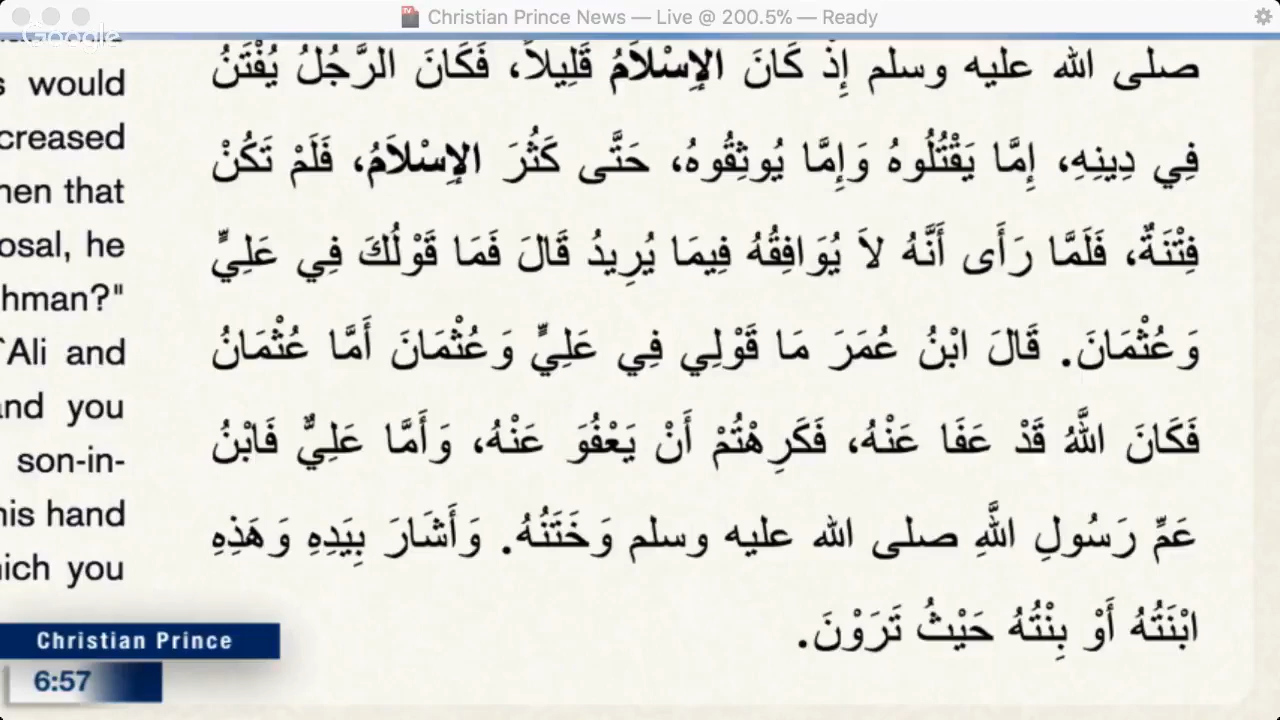 Christian Prince News — Live @ 200.5% — Ready
Google
s would
creased
hen that
osal, he
hman?"
`Ali and
and you
son-in-
his hand
hich you
صلى الله عليه وسلم إِذْ كَانَ الإِسْلاَمُ قَلِيلاً، فَكَانَ الرَّجُلُ يُفْتَنُ
فِي دِينِهِ، إِمَّا يَقْتُلُوهُ وَإِمَّا يُوثِقُوهُ، حَتَّى كَثُرَ الإِسْلاَمُ، فَلَمْ تَكُنْ
فِتْنَةٌ، فَلَمَّا رَأَى أَنَّهُ لاَ يُوَافِقُهُ فِيمَا يُرِيدُ قَالَ فَمَا قَوْلُكَ فِي عَلِيٍّ
وَعُثْمَانَ. قَالَ ابْنُ عُمَرَ مَا قَوْلِي فِي عَلِيٍّ وَعُثْمَانَ أَمَّا عُثْمَانُ
فَكَانَ اللَّهُ قَدْ عَفَا عَنْهُ، فَكَرِهْتُمْ أَنْ يَعْفُوَ عَنْهُ، وَأَمَّا عَلِيٌّ فَابْنُ
عَمِّ رَسُولِ اللَّهِ صلى الله عليه وسلم وَخَتَنُهُ. وَأَشَارَ بِيَدِهِ وَهَذِهِ
ابْنَتُهُ أَوْ بِنْتُهُ حَيْثُ تَرَوْنَ.
Christian Prince
6:57